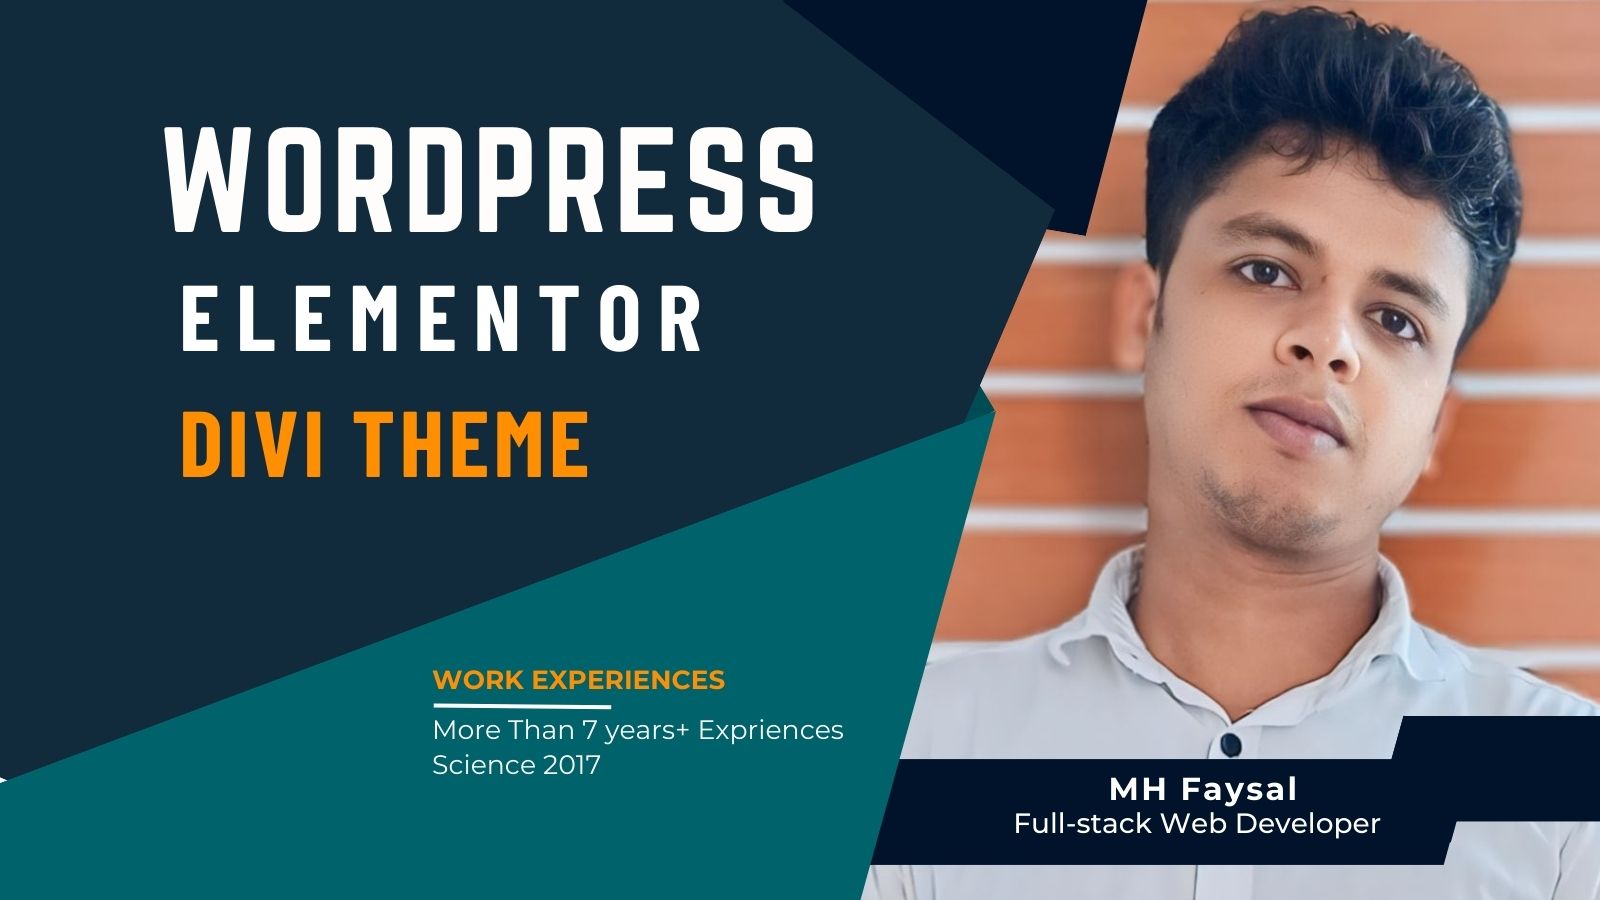 WORDPRESS
ELEMENTOR
DIVI THEME
WORK EXPERIENCES
More Than 7 years+ Expriences
Science 2017
MH Faysal
Full-stack Web Developer